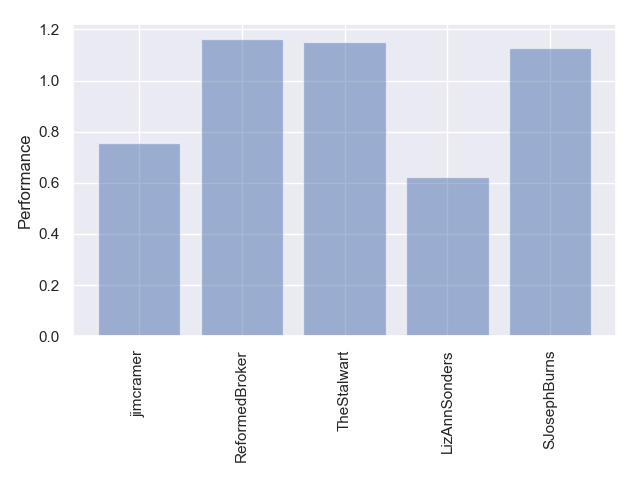 1.2
1.0
0.8
0.6
0.4
0.2
0.0
Performance
jimcramer
ReformedBroker
TheStalwart
LizAnnSonders
SJosephBurns